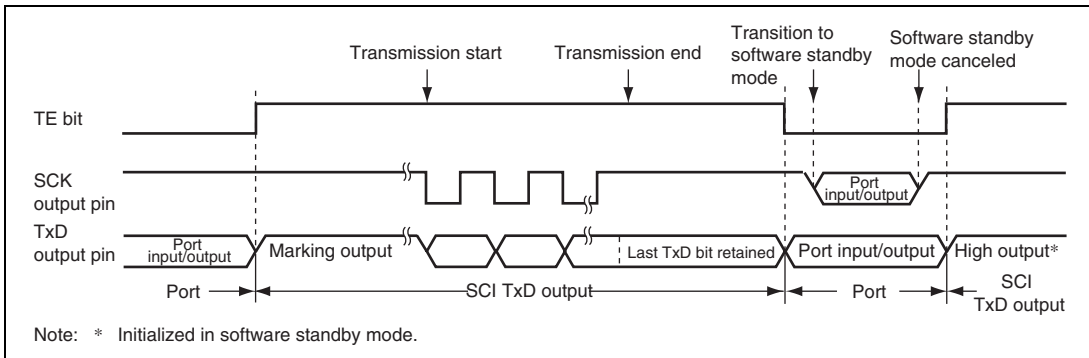 Transmission start
Transmission end
Transition to
software standby
mode
Software standby
mode canceled
TE bit
SCK
output pin
Port
input/output
TxD
output pin
Port
input/output
Marking output
Last TxD bit retained
Port input/output
High output*
Port
SCI TxD output
Port
SCI
TxD output
Note: * Initialized in software standby mode.